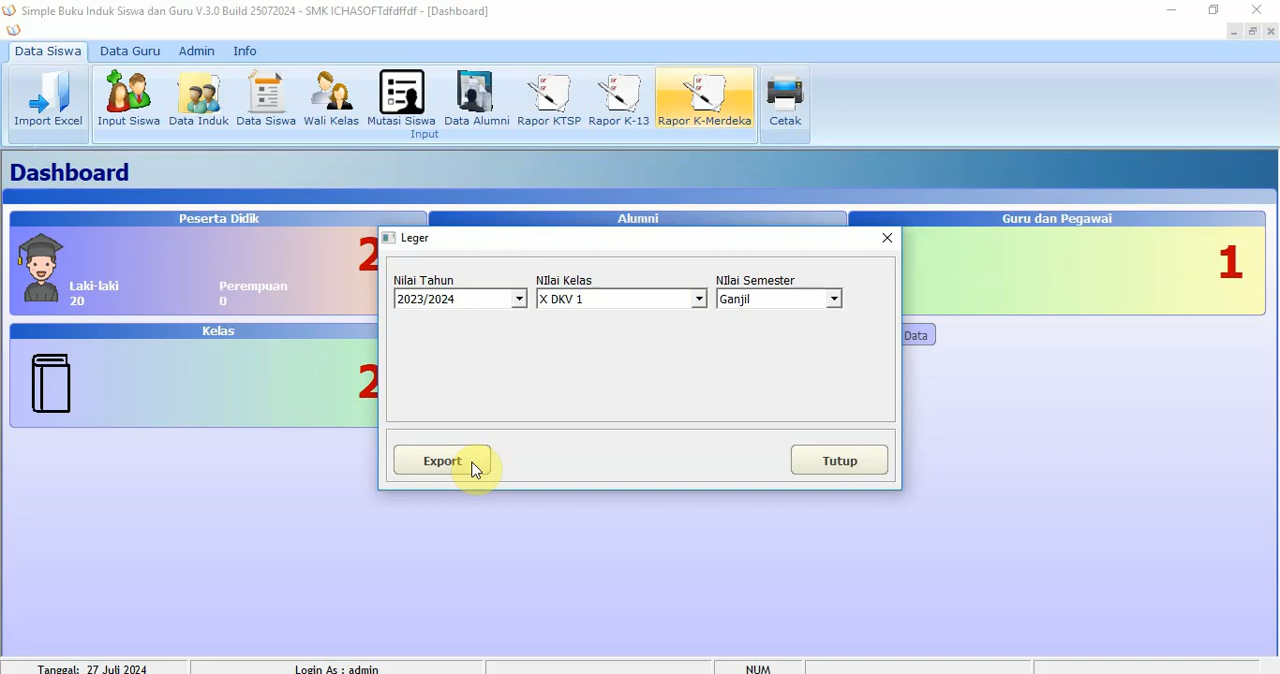 Simple Buku Induk Siswa dan Guru V.3.0 Build 25072024 - SMK ICHASOFTdfdffdf - [Dashboard]
Data Siswa Data Guru Admin Info
Import Excel Input Siswa Data Induk Data Siswa Wali Kelas Mutasi Siswa Data Alumni Rapor KTSP Rapor K-13 Rapor K-Merdeka Cetak
Input
Dashboard
Peserta Didik Alumni Guru dan Pegawai
2 1
Laki-laki Perempuan
20 0
Kelas
2
Data
Leger
Nilai Tahun NIlai Kelas NIlai Semester
2023/2024 X DKV 1 Ganjil
Export Tutup
Tanggal: 27 Juli 2024 Login As : admin NUM